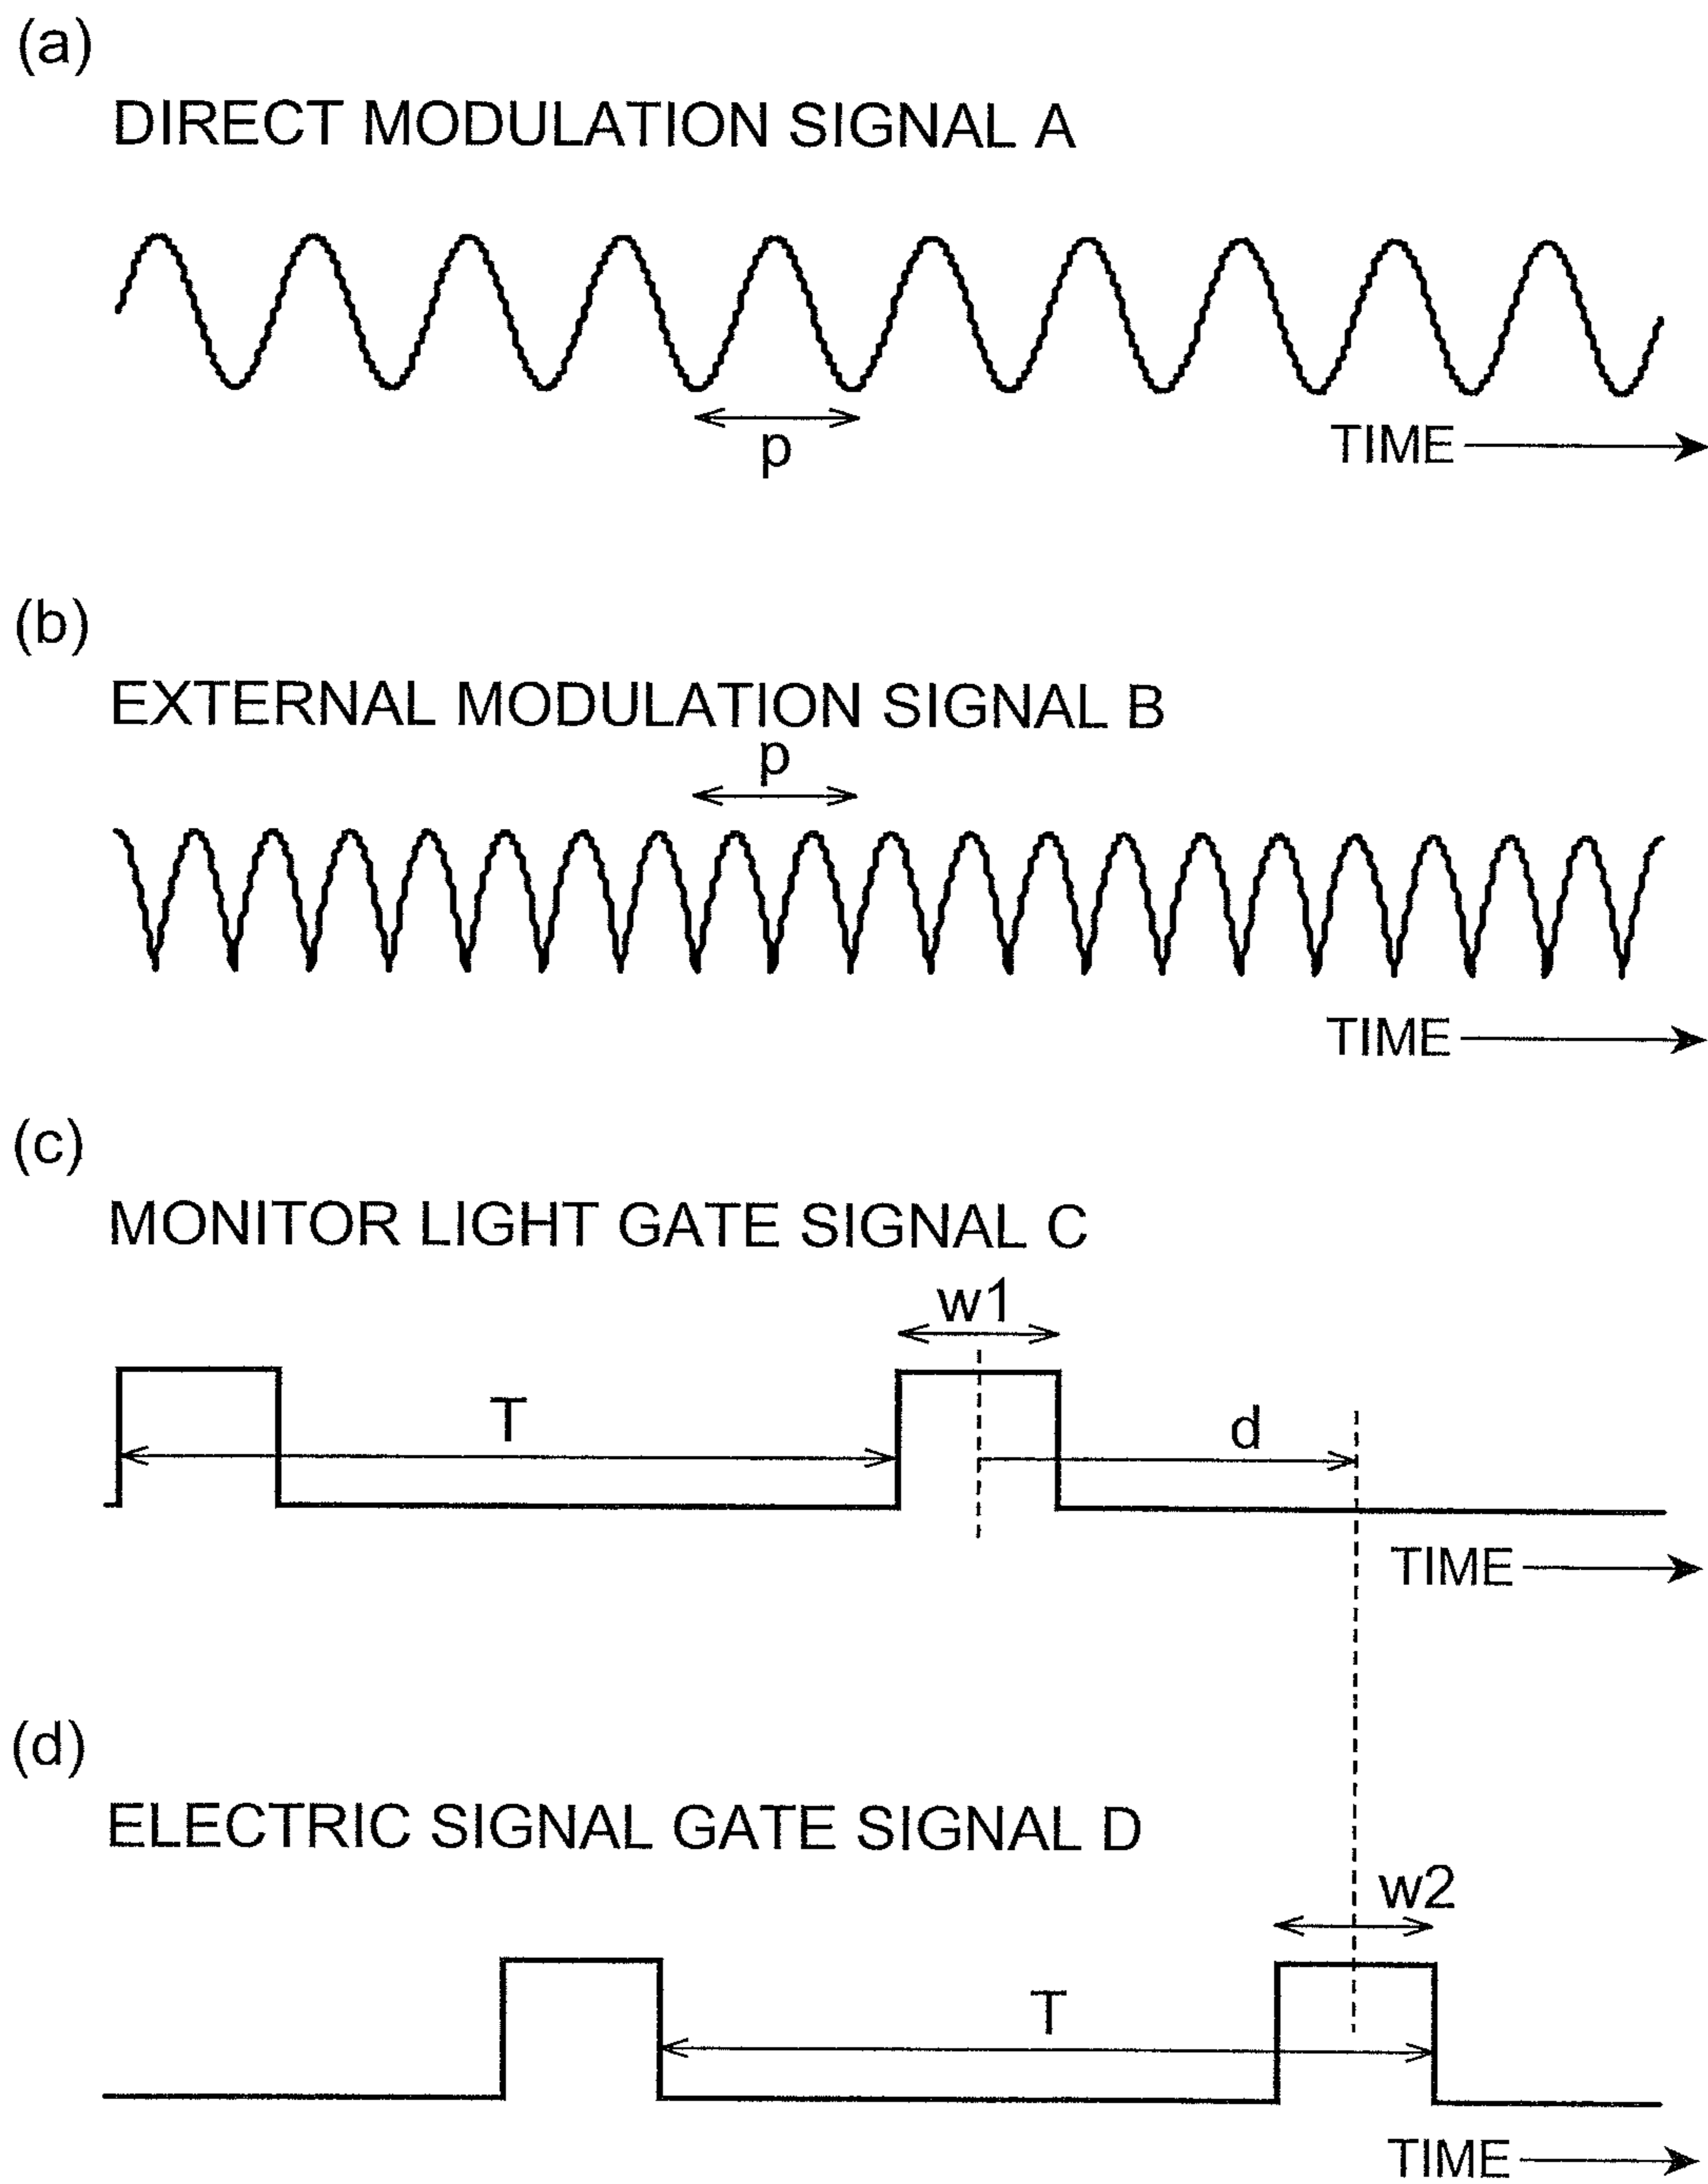 (a)
DIRECT MODULATION SIGNAL A
p
TIME
(b)
EXTERNAL MODULATION SIGNAL B
p
TIME
(c)
MONITOR LIGHT GATE SIGNAL C
w1
T
d
TIME
(d)
ELECTRIC SIGNAL GATE SIGNAL D
w2
T
TIME